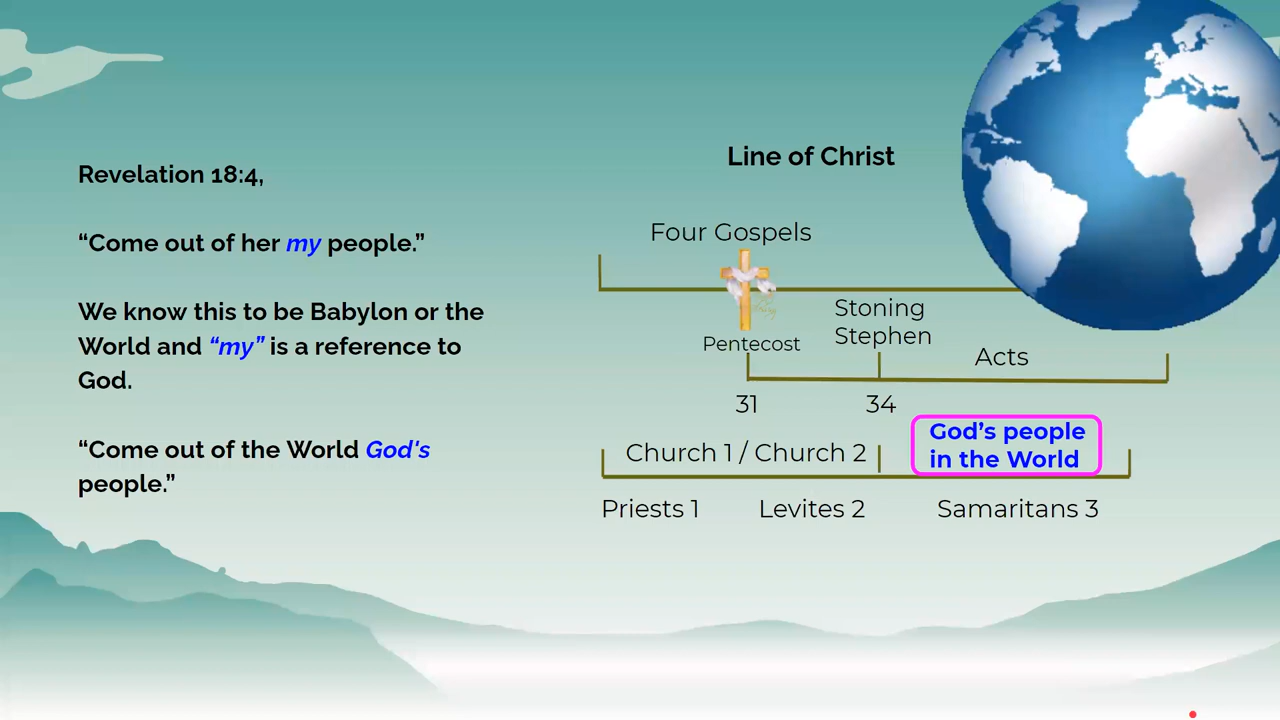 Revelation 18:4,
“Come out of her my people.”
We know this to be Babylon or the
World and “my” is a reference to
God.
“Come out of the World God's
people.”
Line of Christ
Four Gospels
Stoning
Stephen
Pentecost
Acts
31
34
Church 1 / Church 2
God’s people
in the World
Priests 1
Levites 2
Samaritans 3